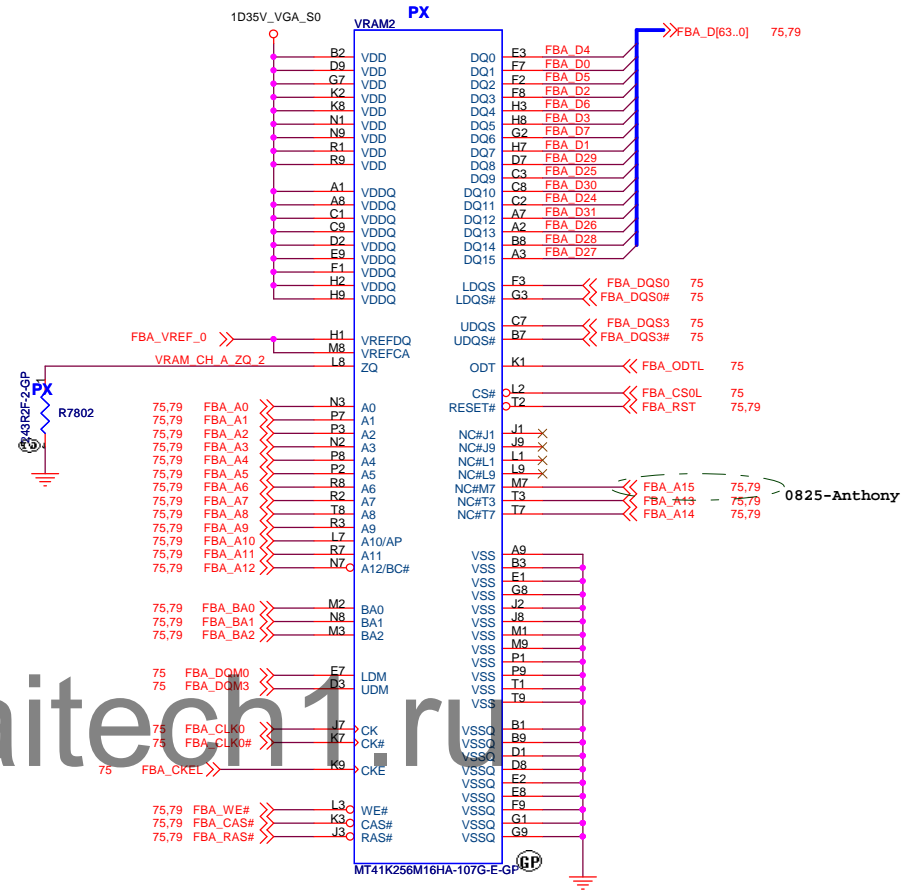 1D35V_VGA_S0
VRAM2
PX
FBA_D[63..0] 75,79
B2 VDD DQ0 E3 FBA_D4
D9 VDD DQ1 F7 FBA_D0
G7 VDD DQ2 F2 FBA_D5
K2 VDD DQ3 F8 FBA_D2
K8 VDD DQ4 H3 FBA_D6
N1 VDD DQ5 H8 FBA_D3
N9 VDD DQ6 G2 FBA_D7
R1 VDD DQ7 H7 FBA_D1
R9 VDD DQ8 D7 FBA_D29
DQ9 C3 FBA_D25
A1 VDDQ DQ10 C8 FBA_D30
A8 VDDQ DQ11 C2 FBA_D24
C1 VDDQ DQ12 A7 FBA_D31
C9 VDDQ DQ13 A2 FBA_D26
D2 VDDQ DQ14 B8 FBA_D28
E9 VDDQ DQ15 A3 FBA_D27
F1 VDDQ
H2 VDDQ LDQS F3 FBA_DQS0 75
H9 VDDQ LDQS# G3 FBA_DQS0# 75
UDQS C7 FBA_DQS3 75
FBA_VREF_0 H1 VREFDQ UDQS# B7 FBA_DQS3# 75
M8 VREFCA
VRAM_CH_A_ZQ_2 L8 ZQ ODT K1 FBA_ODTL 75
PX
243R2F-2-GP
R7802
CS# L2 FBA_CS0L 75
75,79 FBA_A0 N3 A0 RESET# T2 FBA_RST 75,79
75,79 FBA_A1 P7 A1
75,79 FBA_A2 P3 A2 NC#J1 J1
75,79 FBA_A3 N2 A3 NC#J9 J9
75,79 FBA_A4 P8 A4 NC#L1 L1
75,79 FBA_A5 P2 A5 NC#L9 L9
75,79 FBA_A6 R8 A6 NC#M7 M7 FBA_A15 75,79
75,79 FBA_A7 R2 A7 NC#T3 T3 FBA_A13 75,79
0825-Anthony
75,79 FBA_A8 T8 A8 NC#T7 T7 FBA_A14 75,79
75,79 FBA_A9 R3 A9
75,79 FBA_A10 L7 A10/AP
75,79 FBA_A11 R7 A11 VSS A9
75,79 FBA_A12 N7 A12/BC# VSS B3
VSS E1
VSS G8
75,79 FBA_BA0 M2 BA0 VSS J2
75,79 FBA_BA1 N8 BA1 VSS J8
75,79 FBA_BA2 M3 BA2 VSS M1
VSS M9
VSS P1
75 FBA_DQM0 E7 LDM VSS P9
75 FBA_DQM3 D3 UDM VSS T1
VSS T9
75 FBA_CLK0 J7 CK VSSQ B1
75 FBA_CLK0# K7 CK# VSSQ B9
VSSQ D1
75 FBA_CKEL K9 CKE VSSQ D8
VSSQ E2
VSSQ E8
75,79 FBA_WE# L3 WE# VSSQ F9
75,79 FBA_CAS# K3 CAS# VSSQ G1
75,79 FBA_RAS# J3 RAS# VSSQ G9
MT41K256M16HA-107G-E-GP
GP
aitech1.ru